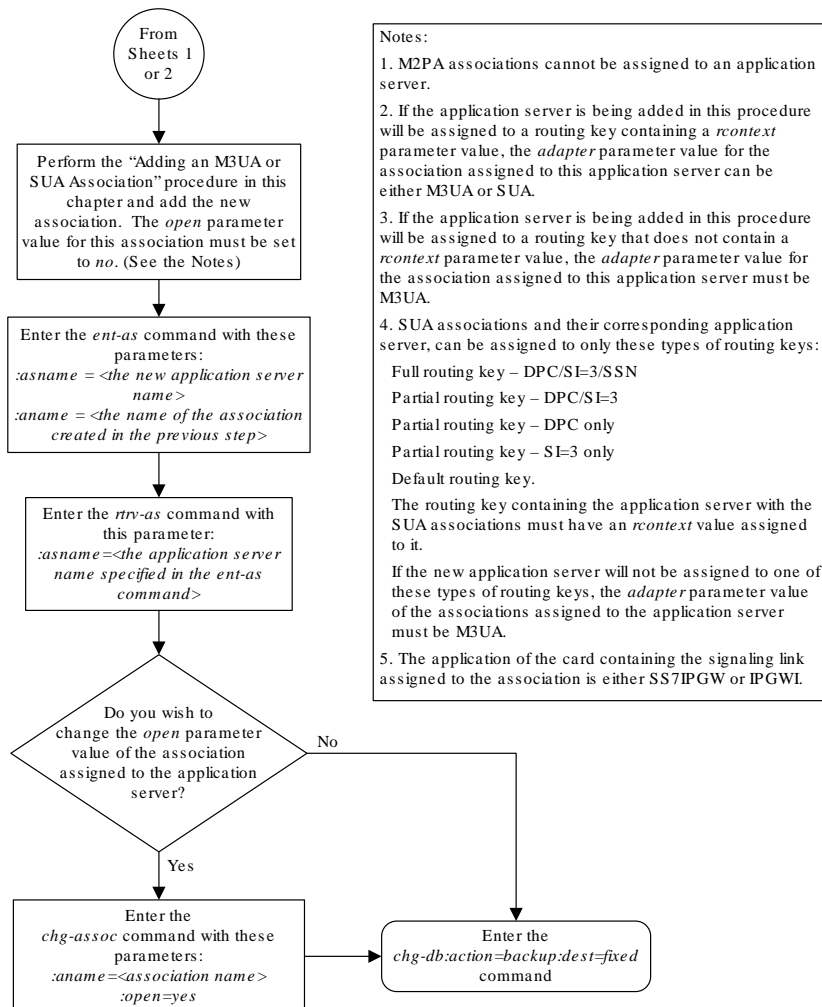 From
Sheets 1
or 2
Perform the “Adding an M3UA or
SUA Association” procedure in this
chapter and add the new
association. The open parameter
value for this association must be set
to no. (See the Notes)
Enter the ent-as command with these
parameters:
:asname = <the new application server
name>
:aname = <the name of the association
created in the previous step>
Enter the rtrv-as command with
this parameter:
:asname=<the application server
name specified in the ent-as
command>
Do you wish to
change the open parameter
value of the association
assigned to the application
server?
No
Yes
Enter the
chg-assoc command with these
parameters:
:aname=<association name>
:open=yes
Enter the
chg-db:action=backup:dest=fixed
command
Notes:
1. M2PA associations cannot be assigned to an application
server.
2. If the application server is being added in this procedure
will be assigned to a routing key containing a rcontext
parameter value, the adapter parameter value for the
association assigned to this application server can be
either M3UA or SUA.
3. If the application server is being added in this procedure
will be assigned to a routing key that does not contain a
rcontext parameter value, the adapter parameter value for
the association assigned to this application server must be
M3UA.
4. SUA associations and their corresponding application
server, can be assigned to only these types of routing keys:
Full routing key – DPC/SI=3/SSN
Partial routing key – DPC/SI=3
Partial routing key – DPC only
Partial routing key – SI=3 only
Default routing key.
The routing key containing the application server with the
SUA associations must have an rcontext value assigned
to it.
If the new application server will not be assigned to one of
these types of routing keys, the adapter parameter value
of the associations assigned to the application server
must be M3UA.
5. The application of the card containing the signaling link
assigned to the association is either SS7IPGW or IPGWI.